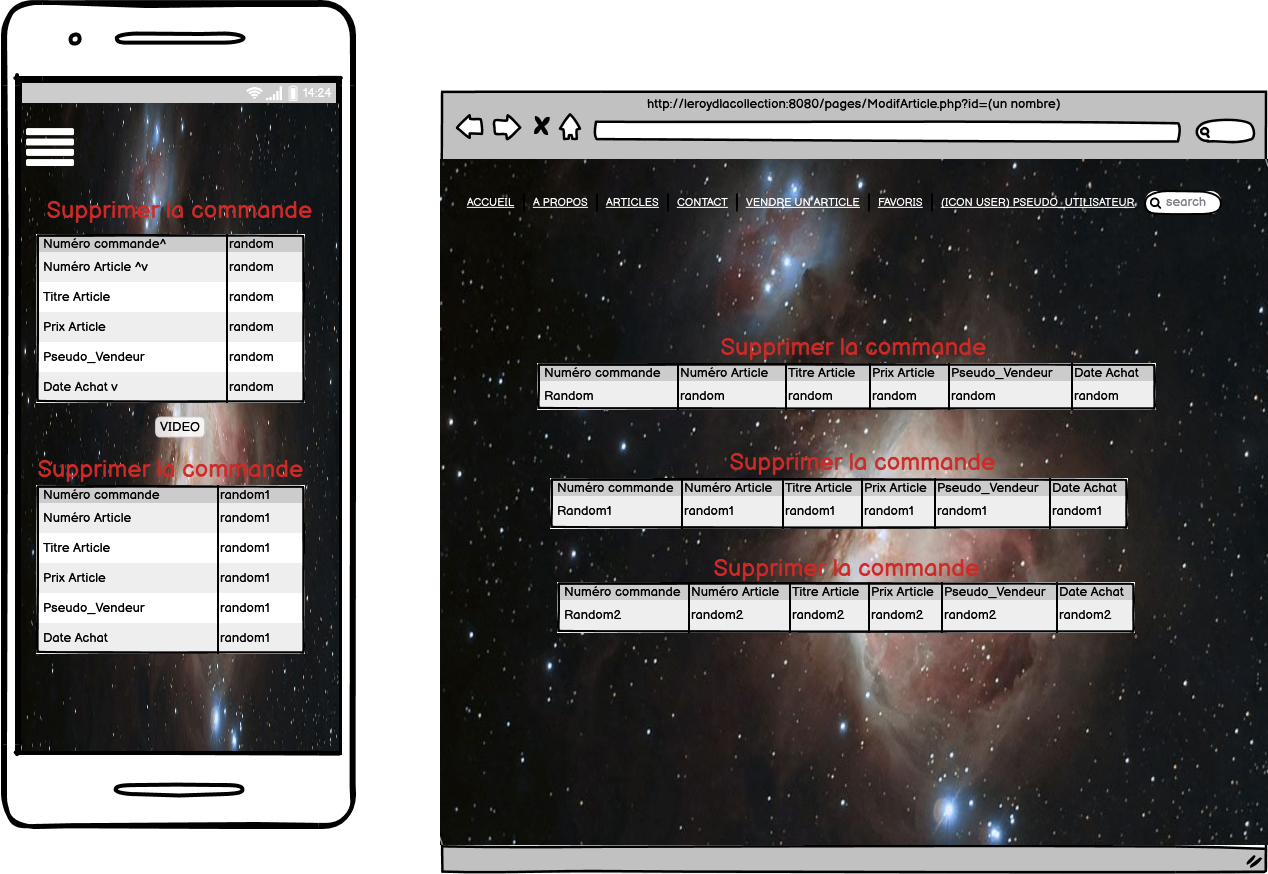 14:24
Supprimer la commande
Numéro commande^ random
Numéro Article ^v random
Titre Article random
Prix Article random
Pseudo_Vendeur random
Date Achat v random
VIDEO
Supprimer la commande
Numéro commande random1
Numéro Article random1
Titre Article random1
Prix Article random1
Pseudo_Vendeur random1
Date Achat random1
http://leroydlacollection:8080/pages/ModifArticle.php?id=(un nombre)
ACCUEÏL A PROPOS ARTICLES CONTACT VENDRE UN ARTICLE FAVORIS (ICON USER) PSEUDO_UTILISATEUR search
Supprimer la commande
Numéro commande Numéro Article Titre Article Prix Article Pseudo_Vendeur Date Achat
Random random random random random random
Supprimer la commande
Numéro commande Numéro Article Titre Article Prix Article Pseudo_Vendeur Date Achat
Random1 random1 random1 random1 random1 random1
Supprimer la commande
Numéro commande Numéro Article Titre Article Prix Article Pseudo_Vendeur Date Achat
Random2 random2 random2 random2 random2 random2